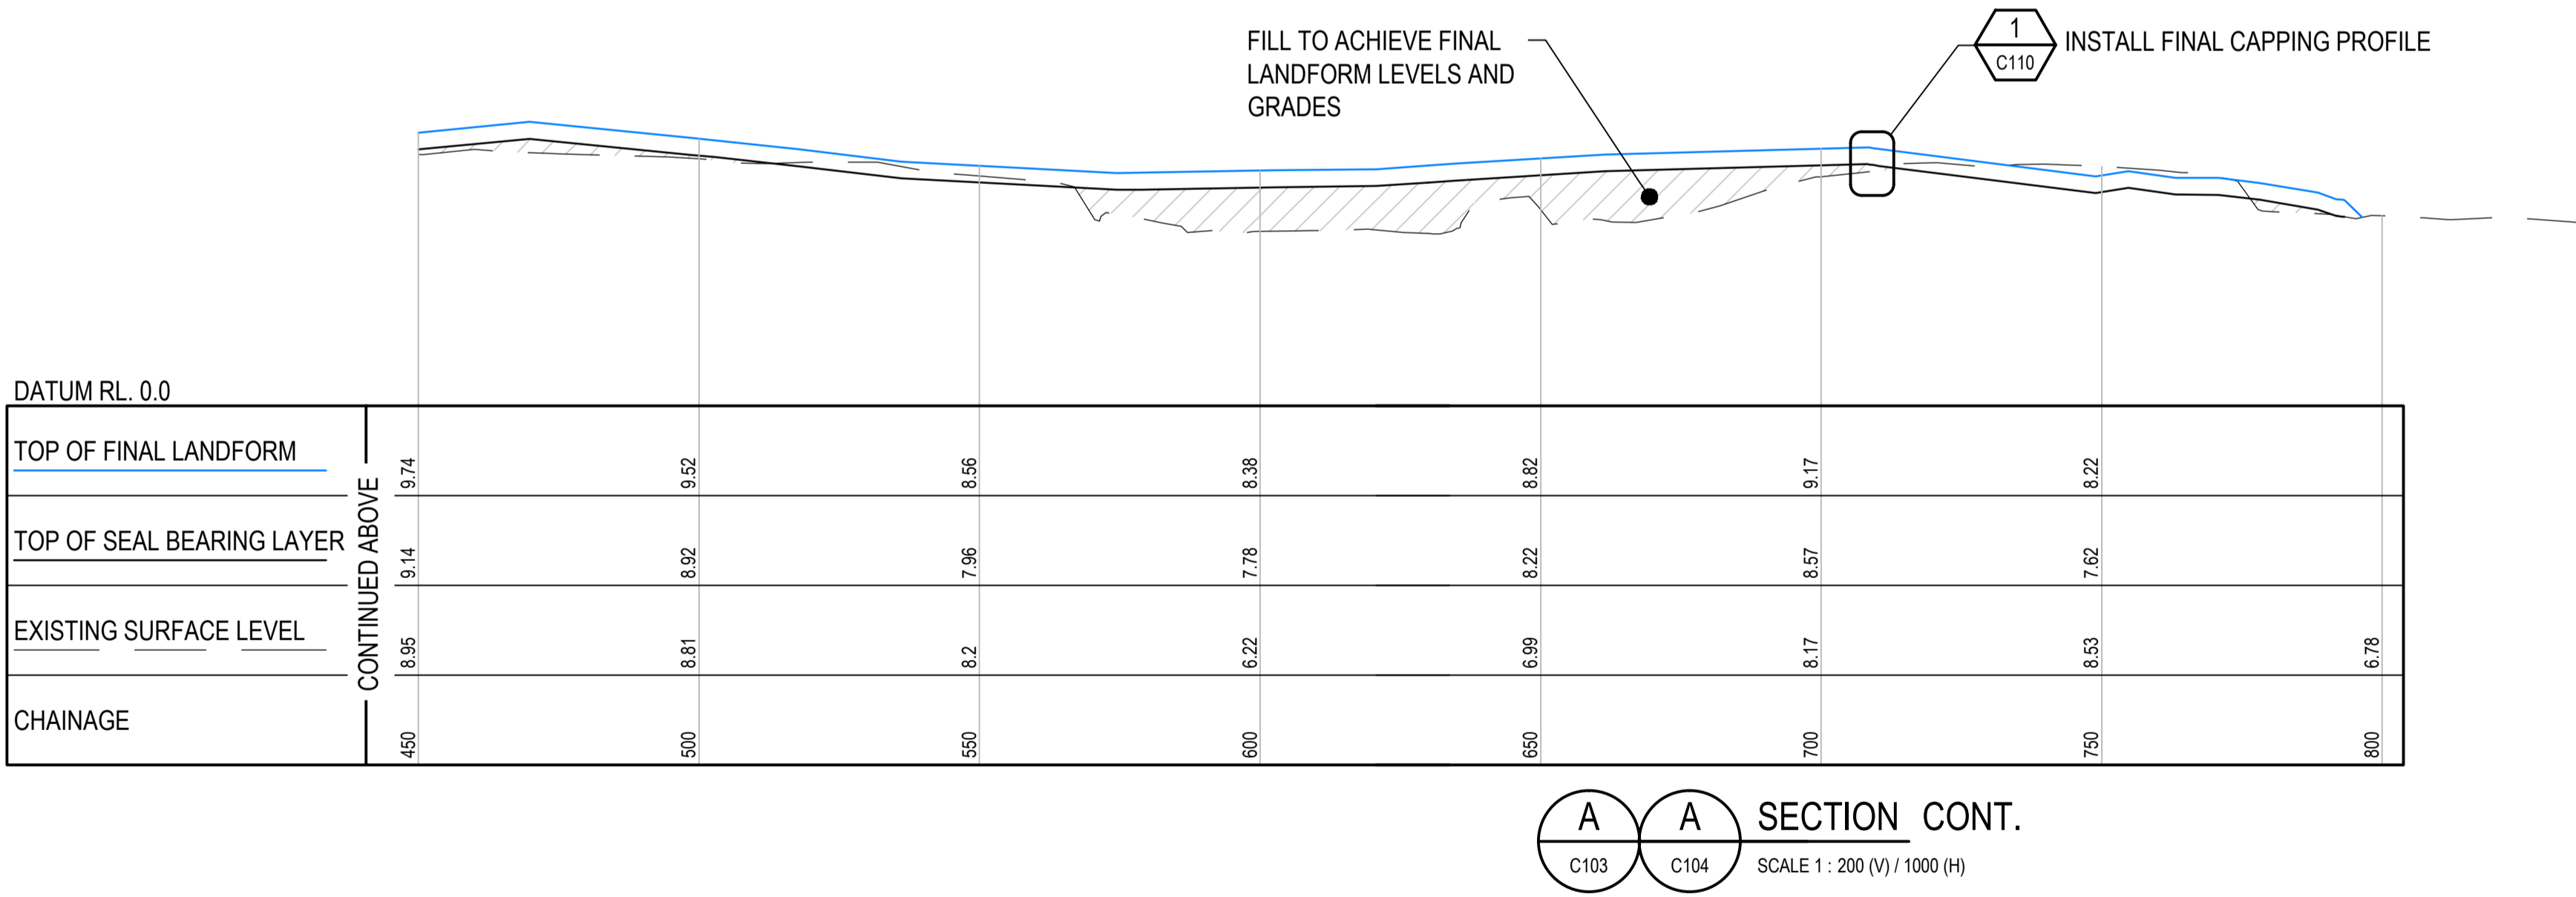 FILL TO ACHIEVE FINAL
LANDFORM LEVELS AND
GRADES
1
C110
INSTALL FINAL CAPPING PROFILE
DATUM RL. 0.0
TOP OF FINAL LANDFORM
9.74 9.52 8.56 8.38 8.82 9.17 8.22
TOP OF SEAL BEARING LAYER
9.14 8.92 7.96 7.78 8.22 8.57 7.62
EXISTING SURFACE LEVEL
8.95 8.81 8.2 6.22 6.99 8.17 8.53 6.78
CHAINAGE
450 500 550 600 650 700 750 800
CONTINUED ABOVE
A
C103
A
C104
SECTION CONT.
SCALE 1 : 200 (V) / 1000 (H)